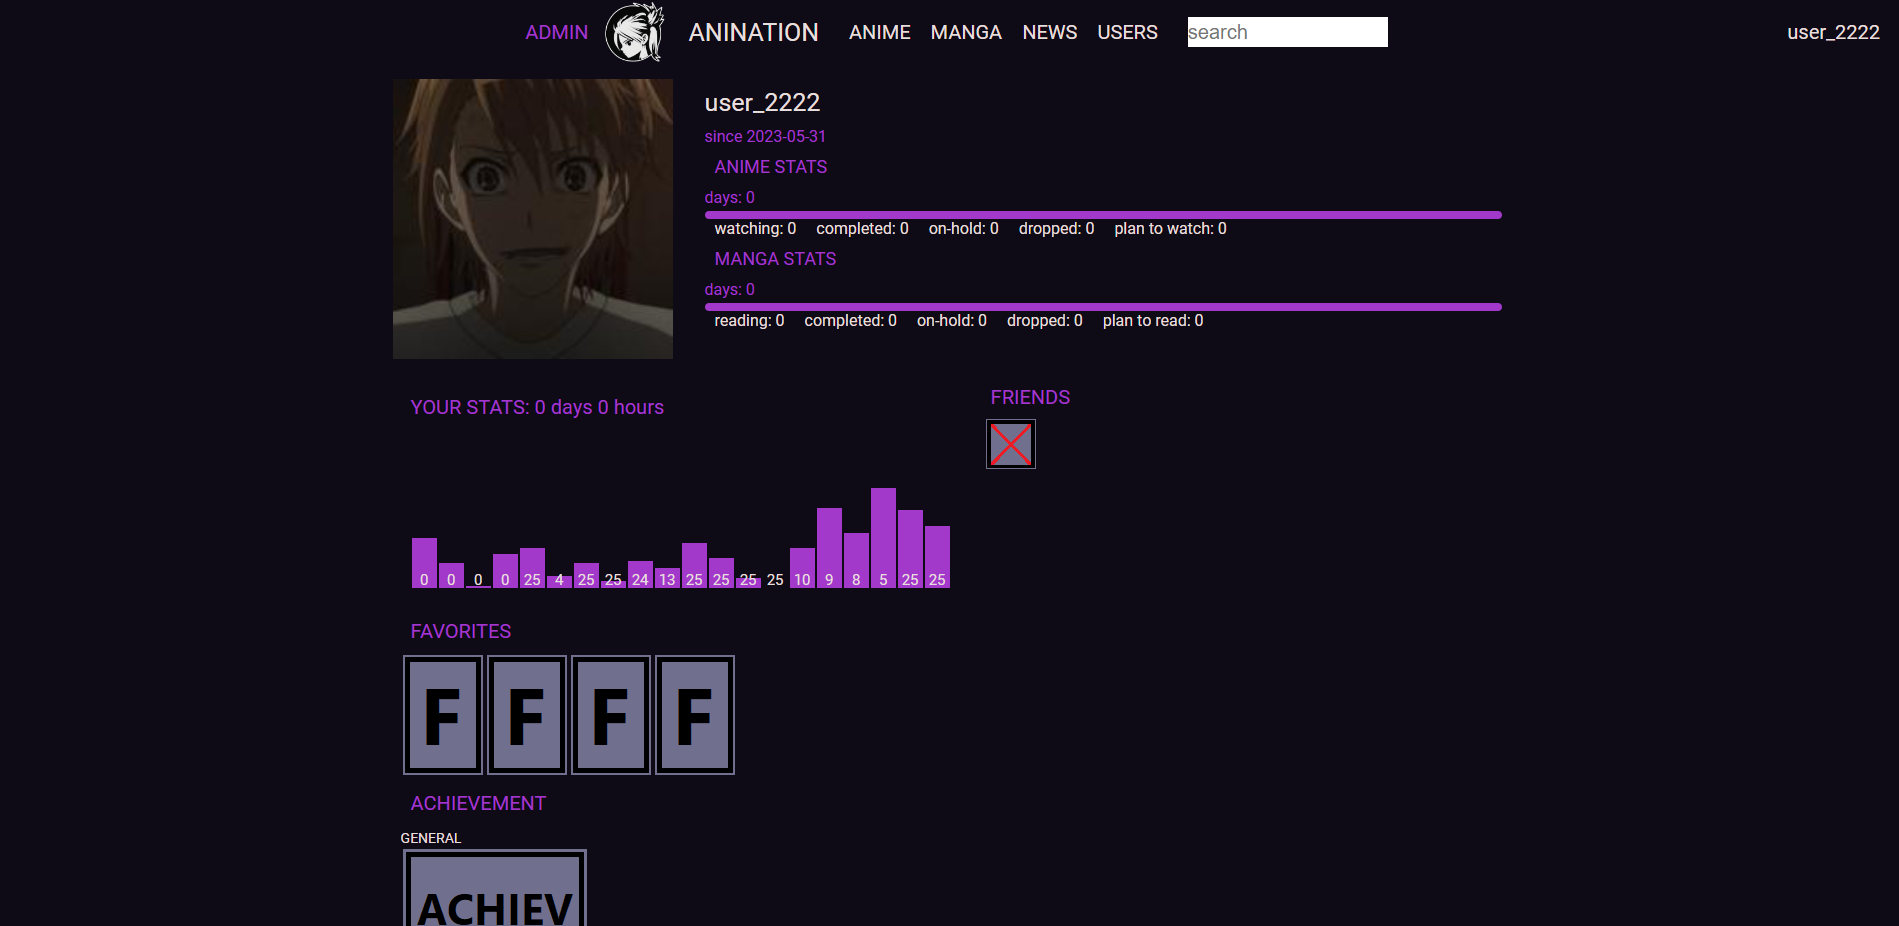 ADMIN ANINATION ANIME MANGA NEWS USERS search user_2222
user_2222
since 2023-05-31
ANIME STATS
days: 0
watching: 0 completed: 0 on-hold: 0 dropped: 0 plan to watch: 0
MANGA STATS
days: 0
reading: 0 completed: 0 on-hold: 0 dropped: 0 plan to read: 0
YOUR STATS: 0 days 0 hours
0 0 0 0 25 4 25 25 24 13 25 25 25 25 10 9 8 5 25 25
FRIENDS
FAVORITES
F F F F
ACHIEVEMENT
GENERAL
ACHIEV